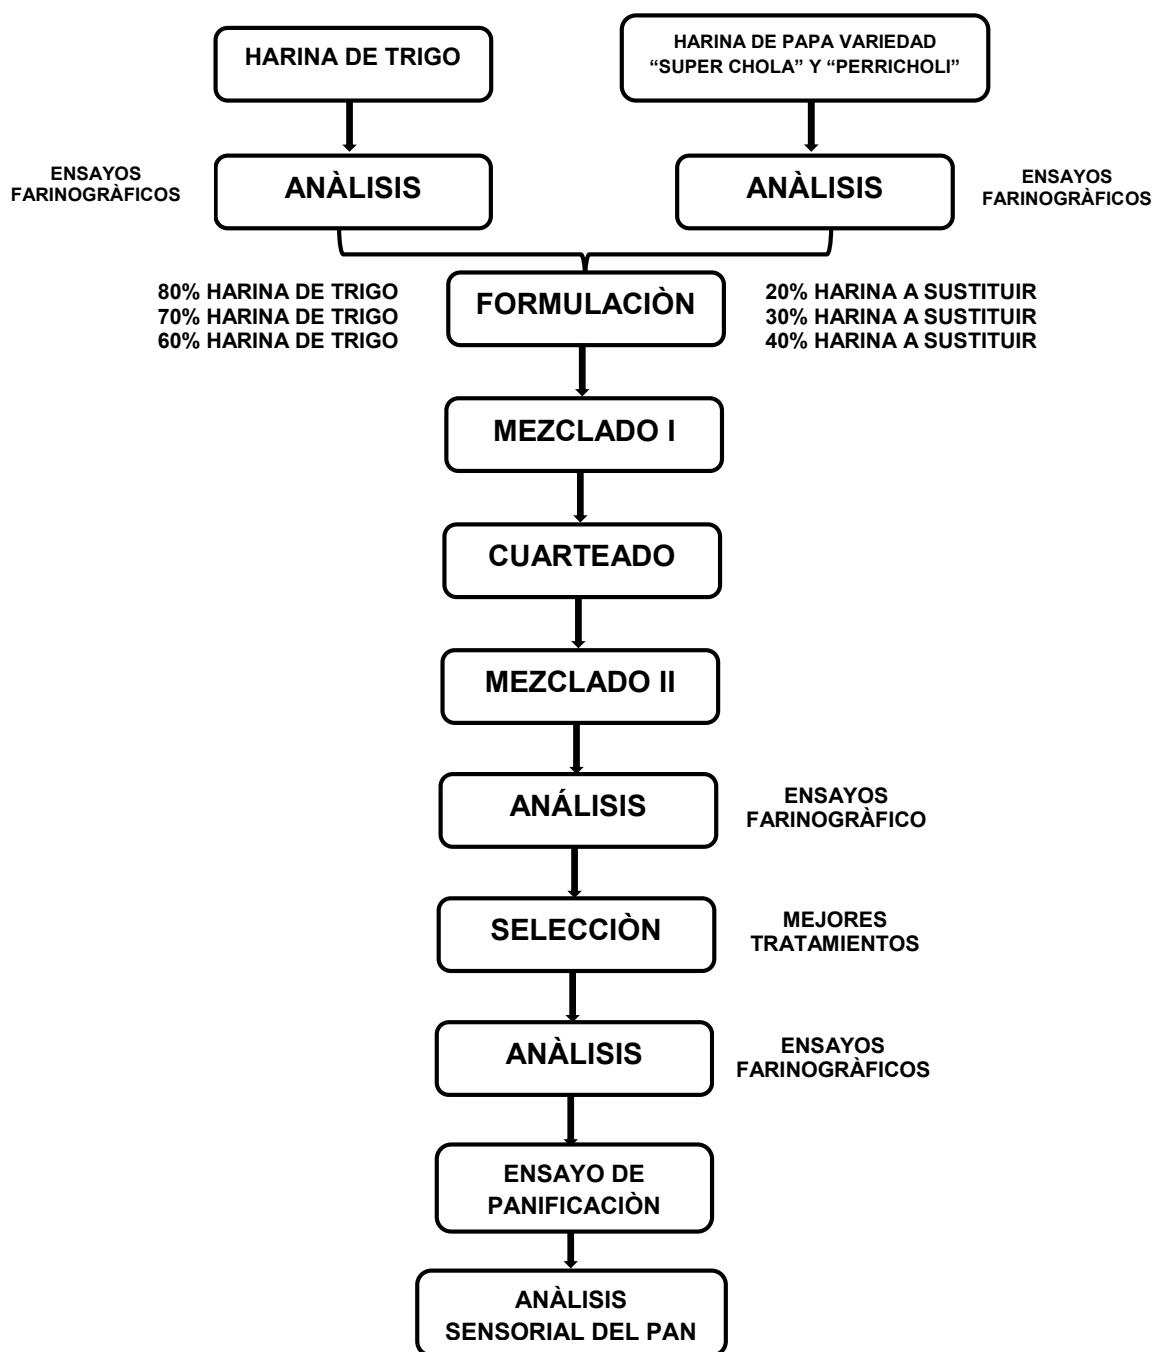 HARINA DE TRIGO
HARINA DE PAPA VARIEDAD
“SUPER CHOLA” Y “PERRICHOLI”
ENSAYOS
FARINOGRÀFICOS
ANÀLISIS
ANÀLISIS
ENSAYOS
FARINOGRÀFICOS
80% HARINA DE TRIGO
70% HARINA DE TRIGO
60% HARINA DE TRIGO
FORMULACIÒN
20% HARINA A SUSTITUIR
30% HARINA A SUSTITUIR
40% HARINA A SUSTITUIR
MEZCLADO I
CUARTEADO
MEZCLADO II
ANÁLISIS
ENSAYOS
FARINOGRÀFICO
SELECCIÒN
MEJORES
TRATAMIENTOS
ANÀLISIS
ENSAYOS
FARINOGRÀFICOS
ENSAYO DE
PANIFICACIÒN
ANÀLISIS
SENSORIAL DEL PAN